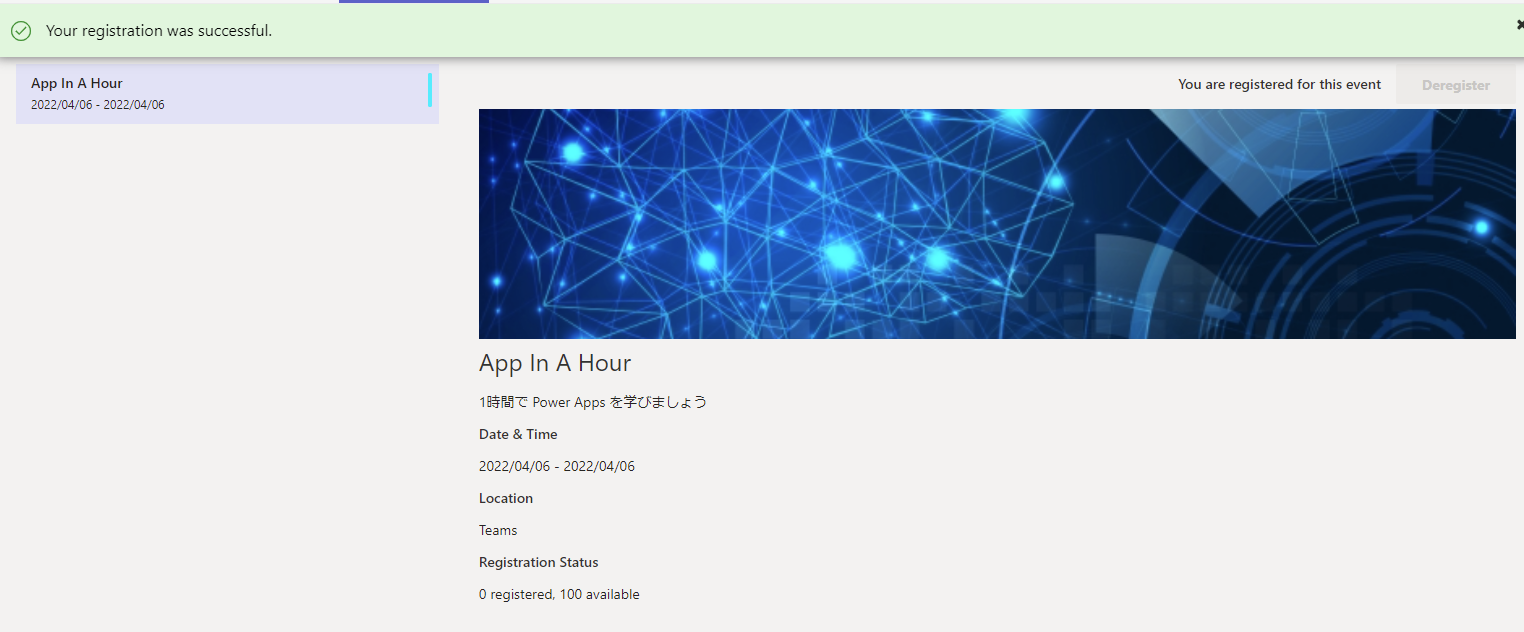 Your registration was successful.
App In A Hour
2022/04/06 - 2022/04/06
You are registered for this event
Deregister
App In A Hour
1時間で Power Apps を学びましょう
Date & Time
2022/04/06 - 2022/04/06
Location
Teams
Registration Status
0 registered, 100 available